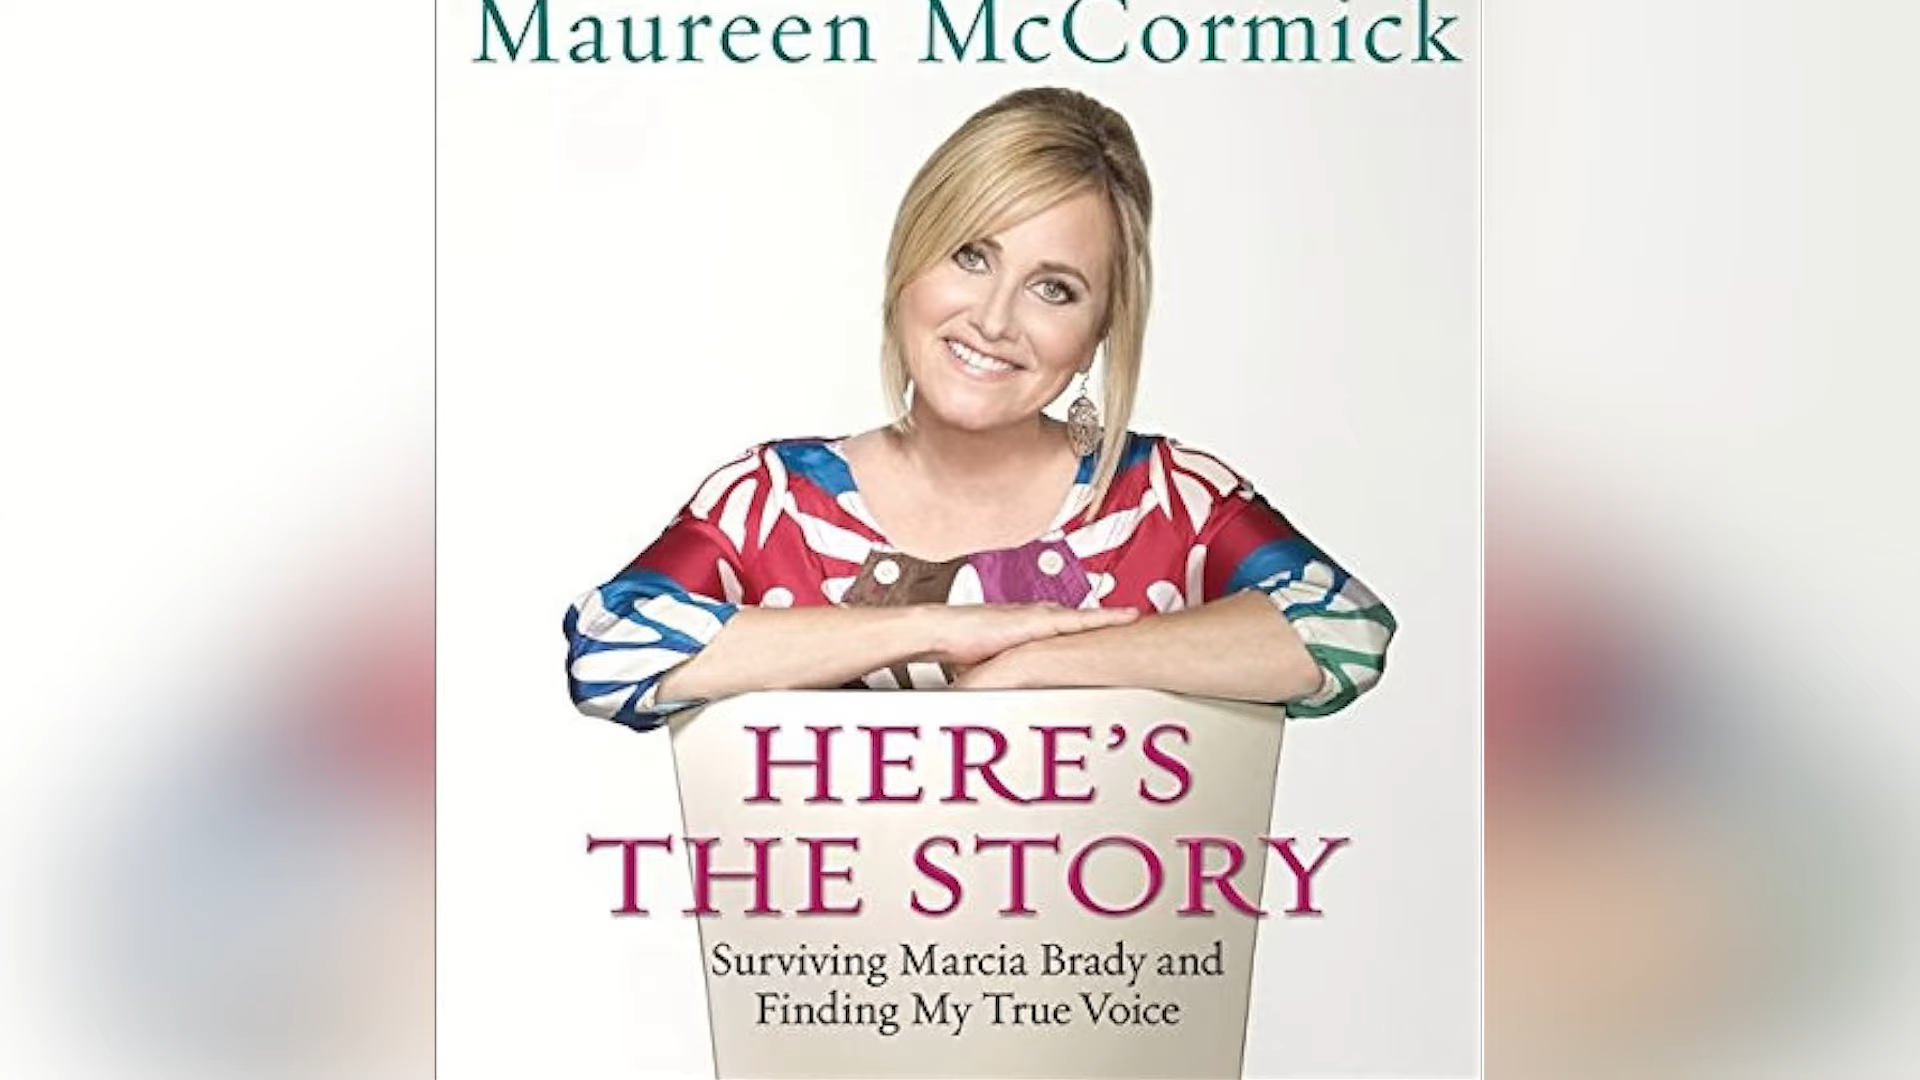 Maureen McCormick
HERE'S
THE STORY
Surviving Marcia Brady and
Finding My True Voice